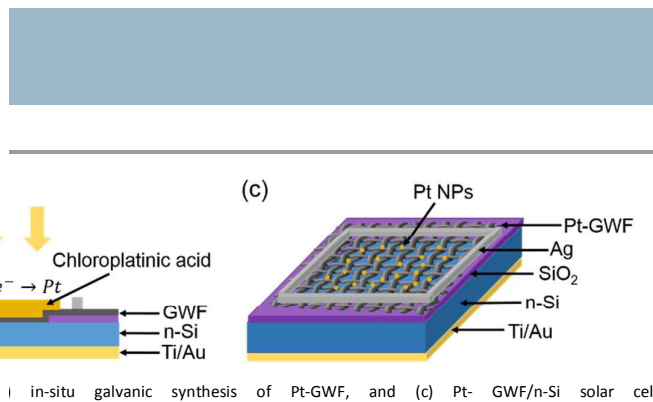 (c)
Pt NPs
Pt-GWF
Ag
SiO₂
n-Si
Ti/Au
Chloroplatinic acid
e⁻ → Pt
GWF
n-Si
Ti/Au
) in-situ galvanic synthesis of Pt-GWF, and (c) Pt- GWF/n-Si solar cel